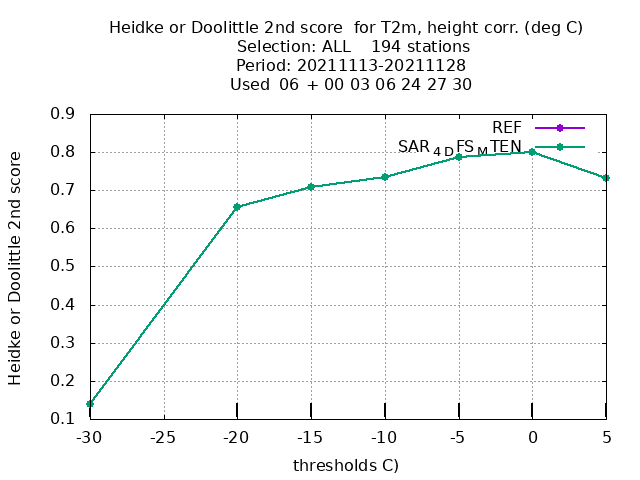 Heidke or Doolittle 2nd score for T2m, height corr. (deg C)
Selection: ALL 194 stations
Period: 20211113-20211128
Used 06 + 00 03 06 24 27 30
REF
SAR 4 D FS M TEN
Heidke or Doolittle 2nd score
0.9
0.8
0.7
0.6
0.5
0.4
0.3
0.2
0.1
-30 -25 -20 -15 -10 -5 0 5
thresholds C)